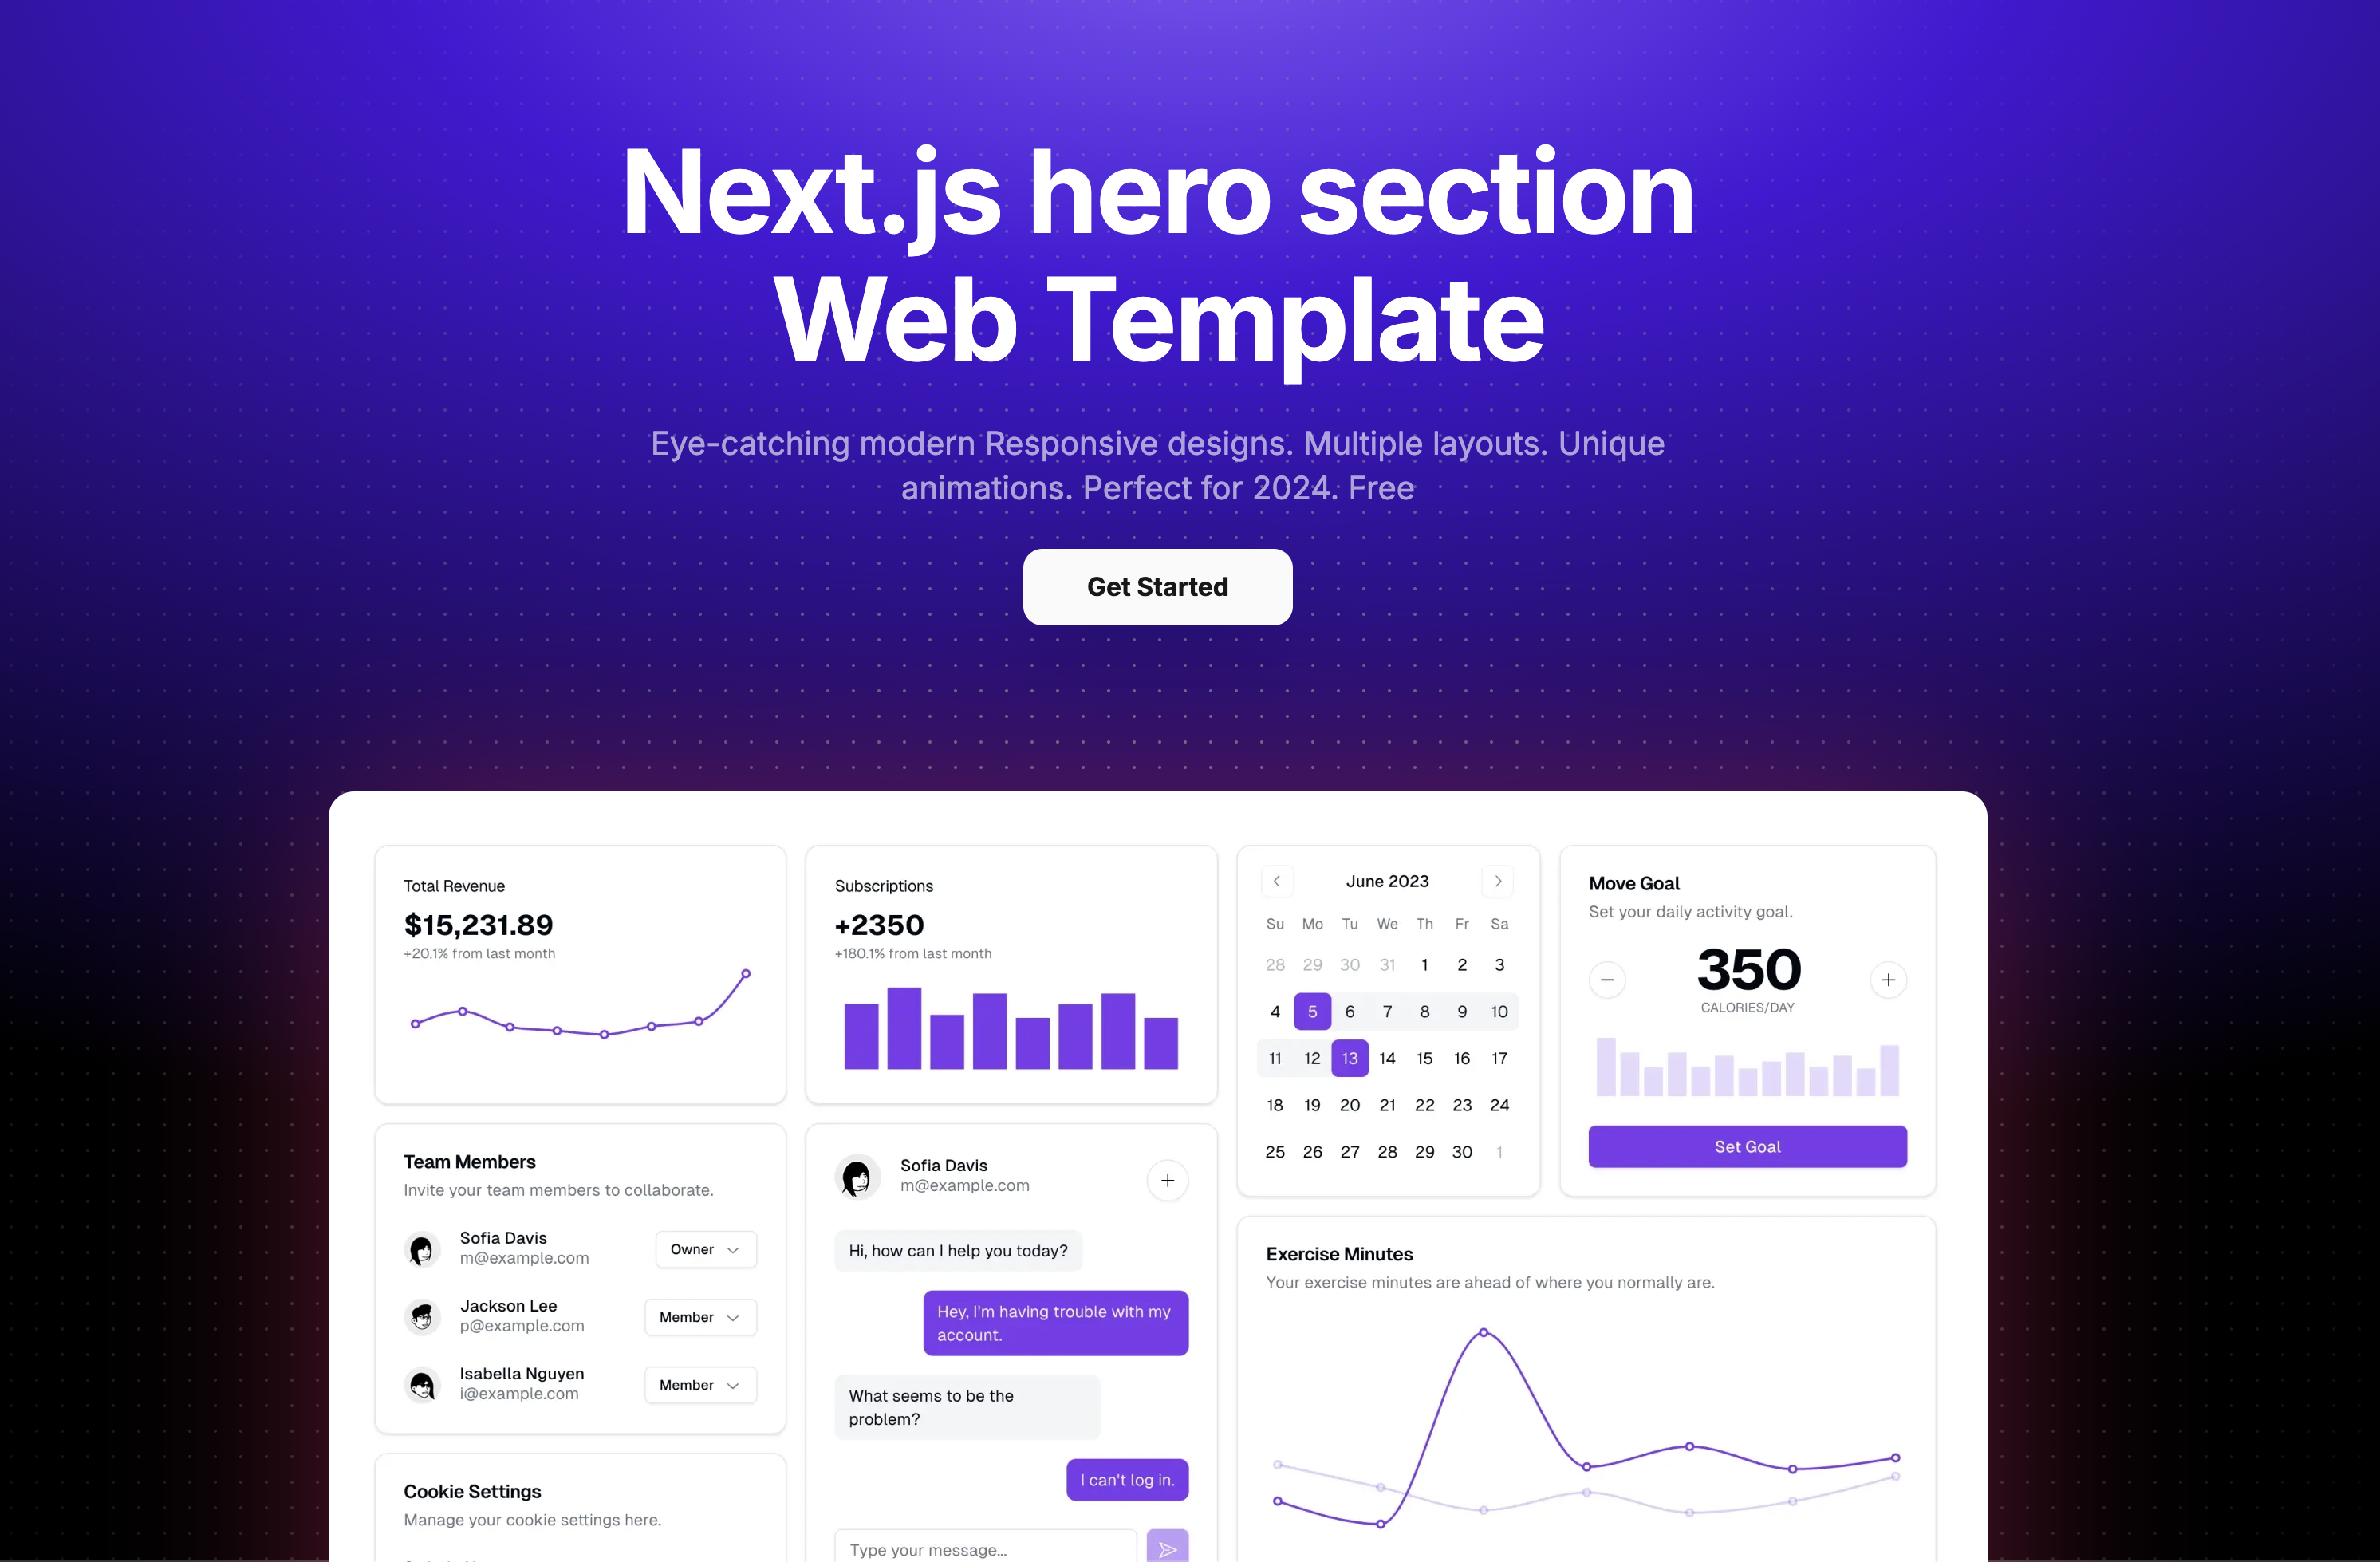 Next.js hero section
Web Template
Eye-catching modern Responsive designs. Multiple layouts. Unique
animations. Perfect for 2024. Free
Get Started
Total Revenue
$15,231.89
+20.1% from last month
Subscriptions
+2350
+180.1% from last month
June 2023
Su Mo Tu We Th Fr Sa
28 29 30 31 1 2 3
4 5 6 7 8 9 10
11 12 13 14 15 16 17
18 19 20 21 22 23 24
25 26 27 28 29 30 1
Move Goal
Set your daily activity goal.
350
CALORIES/DAY
Set Goal
Team Members
Invite your team members to collaborate.
Sofia Davis
m@example.com
Owner
Jackson Lee
p@example.com
Member
Isabella Nguyen
i@example.com
Member
Sofia Davis
m@example.com
Hi, how can I help you today?
Hey, I'm having trouble with my
account.
What seems to be the
problem?
I can't log in.
Type your message...
Exercise Minutes
Your exercise minutes are ahead of where you normally are.
Cookie Settings
Manage your cookie settings here.